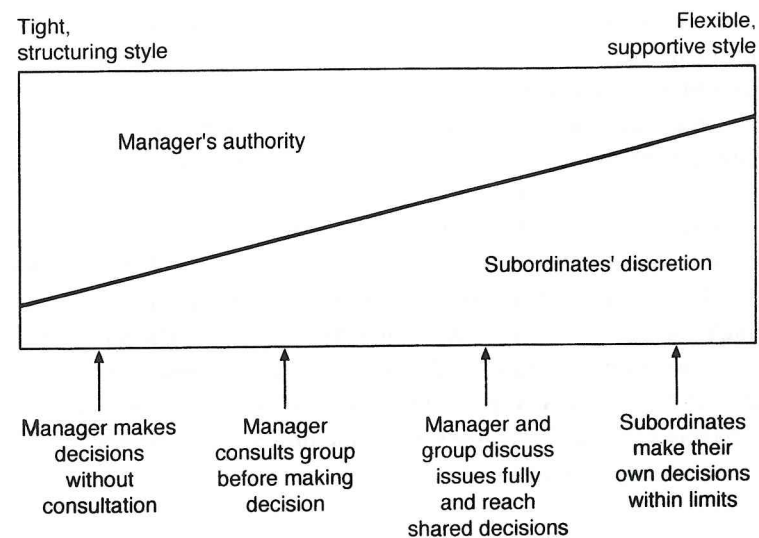 Tight,
structuring style
Flexible,
supportive style
Manager's authority
Subordinates' discretion
Manager makes
decisions
without
consultation
Manager
consults group
before making
decision
Manager and
group discuss
issues fully
and reach
shared decisions
Subordinates
make their
own decisions
within limits